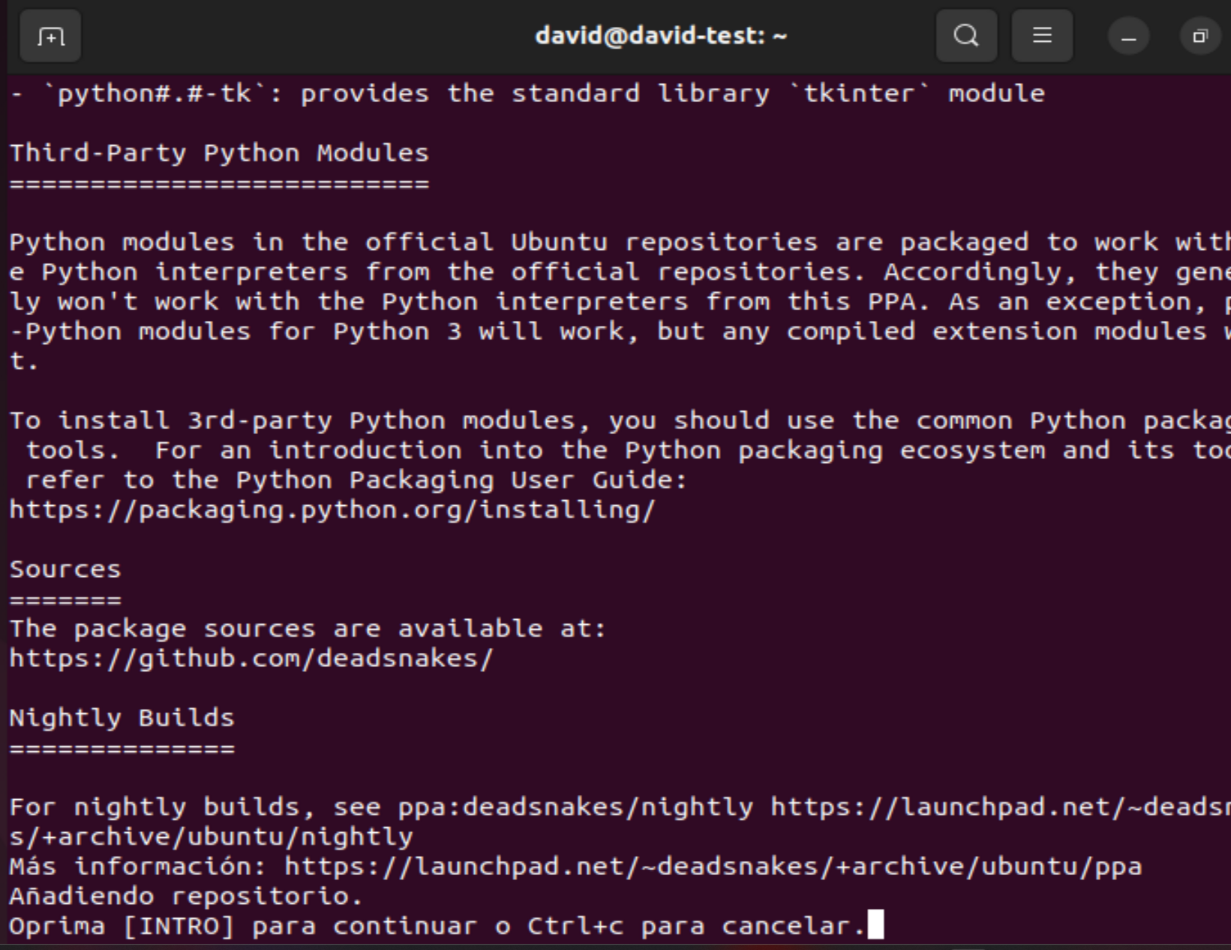 david@david-test: ~
- `python#.#-tk`: provides the standard library `tkinter` module
Third-Party Python Modules
==========================
Python modules in the official Ubuntu repositories are packaged to work with
e Python interpreters from the official repositories. Accordingly, they gene
ly won't work with the Python interpreters from this PPA. As an exception, p
-Python modules for Python 3 will work, but any compiled extension modules w
t.
To install 3rd-party Python modules, you should use the common Python packag
tools.  For an introduction into the Python packaging ecosystem and its too
refer to the Python Packaging User Guide:
https://packaging.python.org/installing/
Sources
=======
The package sources are available at:
https://github.com/deadsnakes/
Nightly Builds
==============
For nightly builds, see ppa:deadsnakes/nightly https://launchpad.net/~deadsn
s/+archive/ubuntu/nightly
Más información: https://launchpad.net/~deadsnakes/+archive/ubuntu/ppa
Añadiendo repositorio.
Oprima [INTRO] para continuar o Ctrl+c para cancelar.